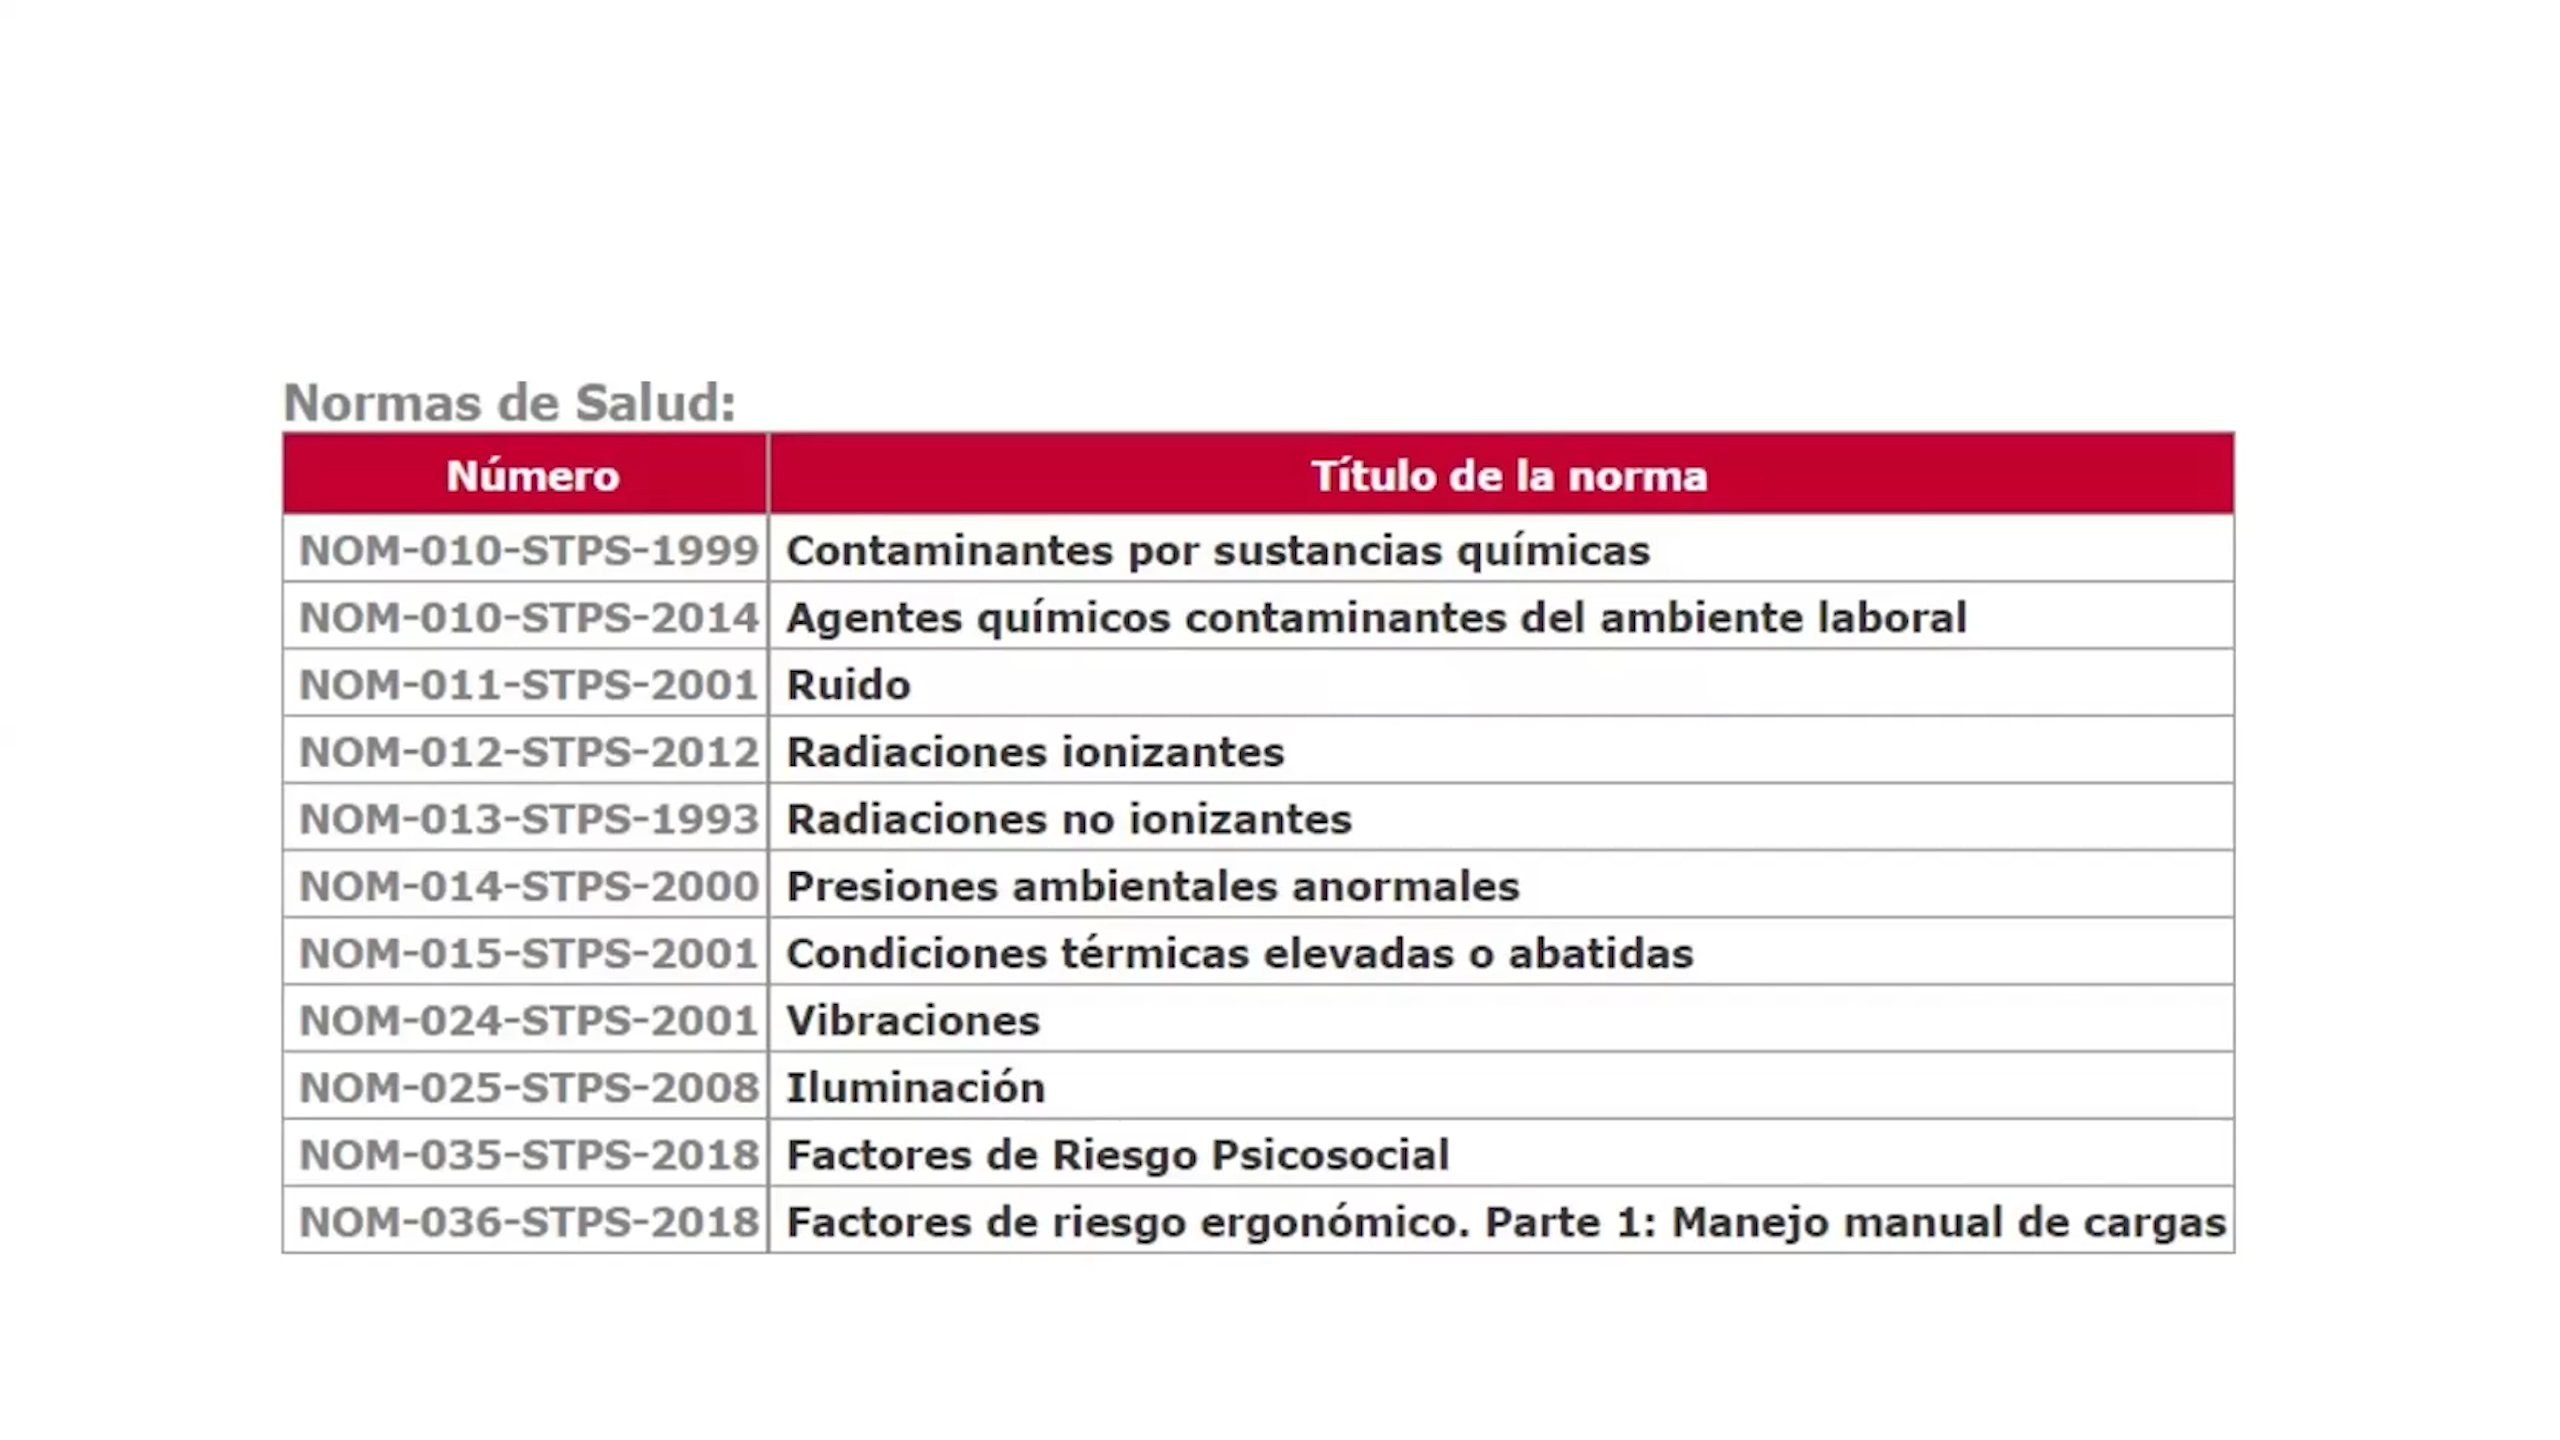 Normas de Salud:
Número Título de la norma
NOM-010-STPS-1999 Contaminantes por sustancias químicas
NOM-010-STPS-2014 Agentes químicos contaminantes del ambiente laboral
NOM-011-STPS-2001 Ruido
NOM-012-STPS-2012 Radiaciones ionizantes
NOM-013-STPS-1993 Radiaciones no ionizantes
NOM-014-STPS-2000 Presiones ambientales anormales
NOM-015-STPS-2001 Condiciones térmicas elevadas o abatidas
NOM-024-STPS-2001 Vibraciones
NOM-025-STPS-2008 Iluminación
NOM-035-STPS-2018 Factores de Riesgo Psicosocial
NOM-036-STPS-2018 Factores de riesgo ergonómico. Parte 1: Manejo manual de cargas